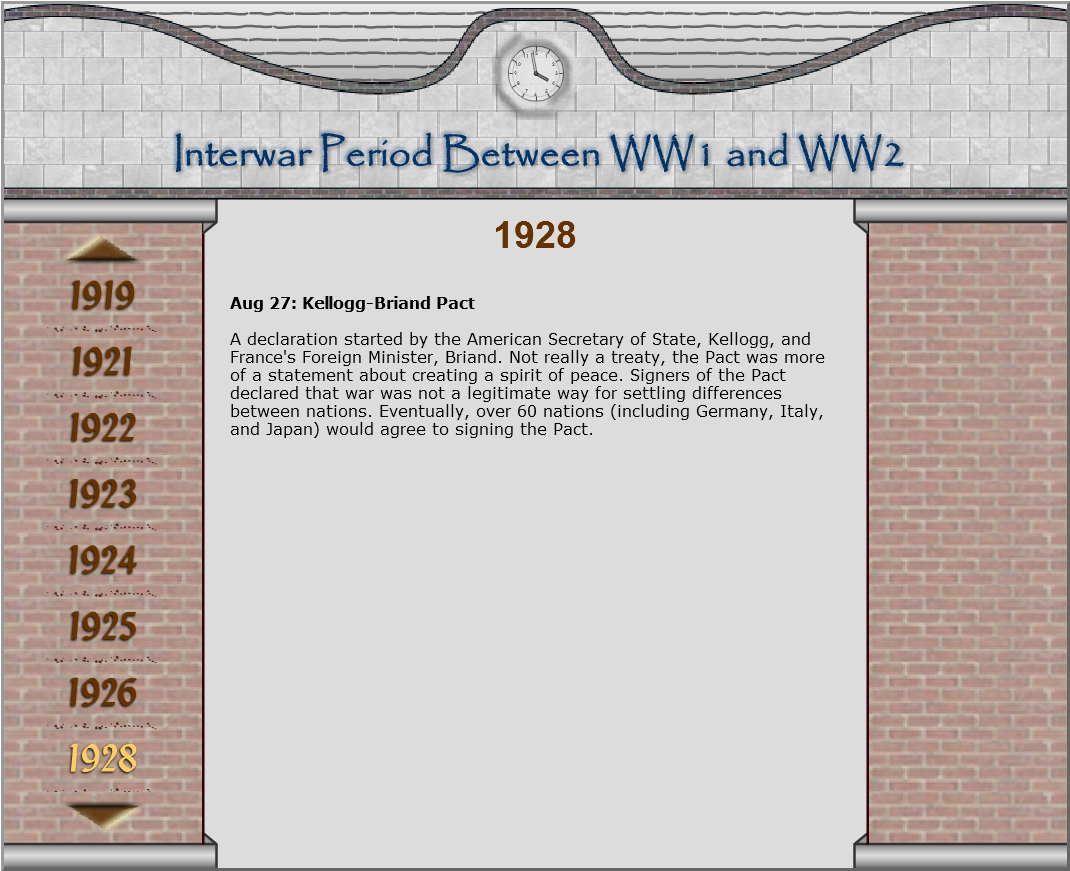 Interwar Period Between WW1 and WW2
1928
Aug 27: Kellogg-Briand Pact
A declaration started by the American Secretary of State, Kellogg, and
France's Foreign Minister, Briand. Not really a treaty, the Pact was more
of a statement about creating a spirit of peace. Signers of the Pact
declared that war was not a legitimate way for settling differences
between nations. Eventually, over 60 nations (including Germany, Italy,
and Japan) would agree to signing the Pact.
1919
1921
1922
1923
1924
1925
1926
1928